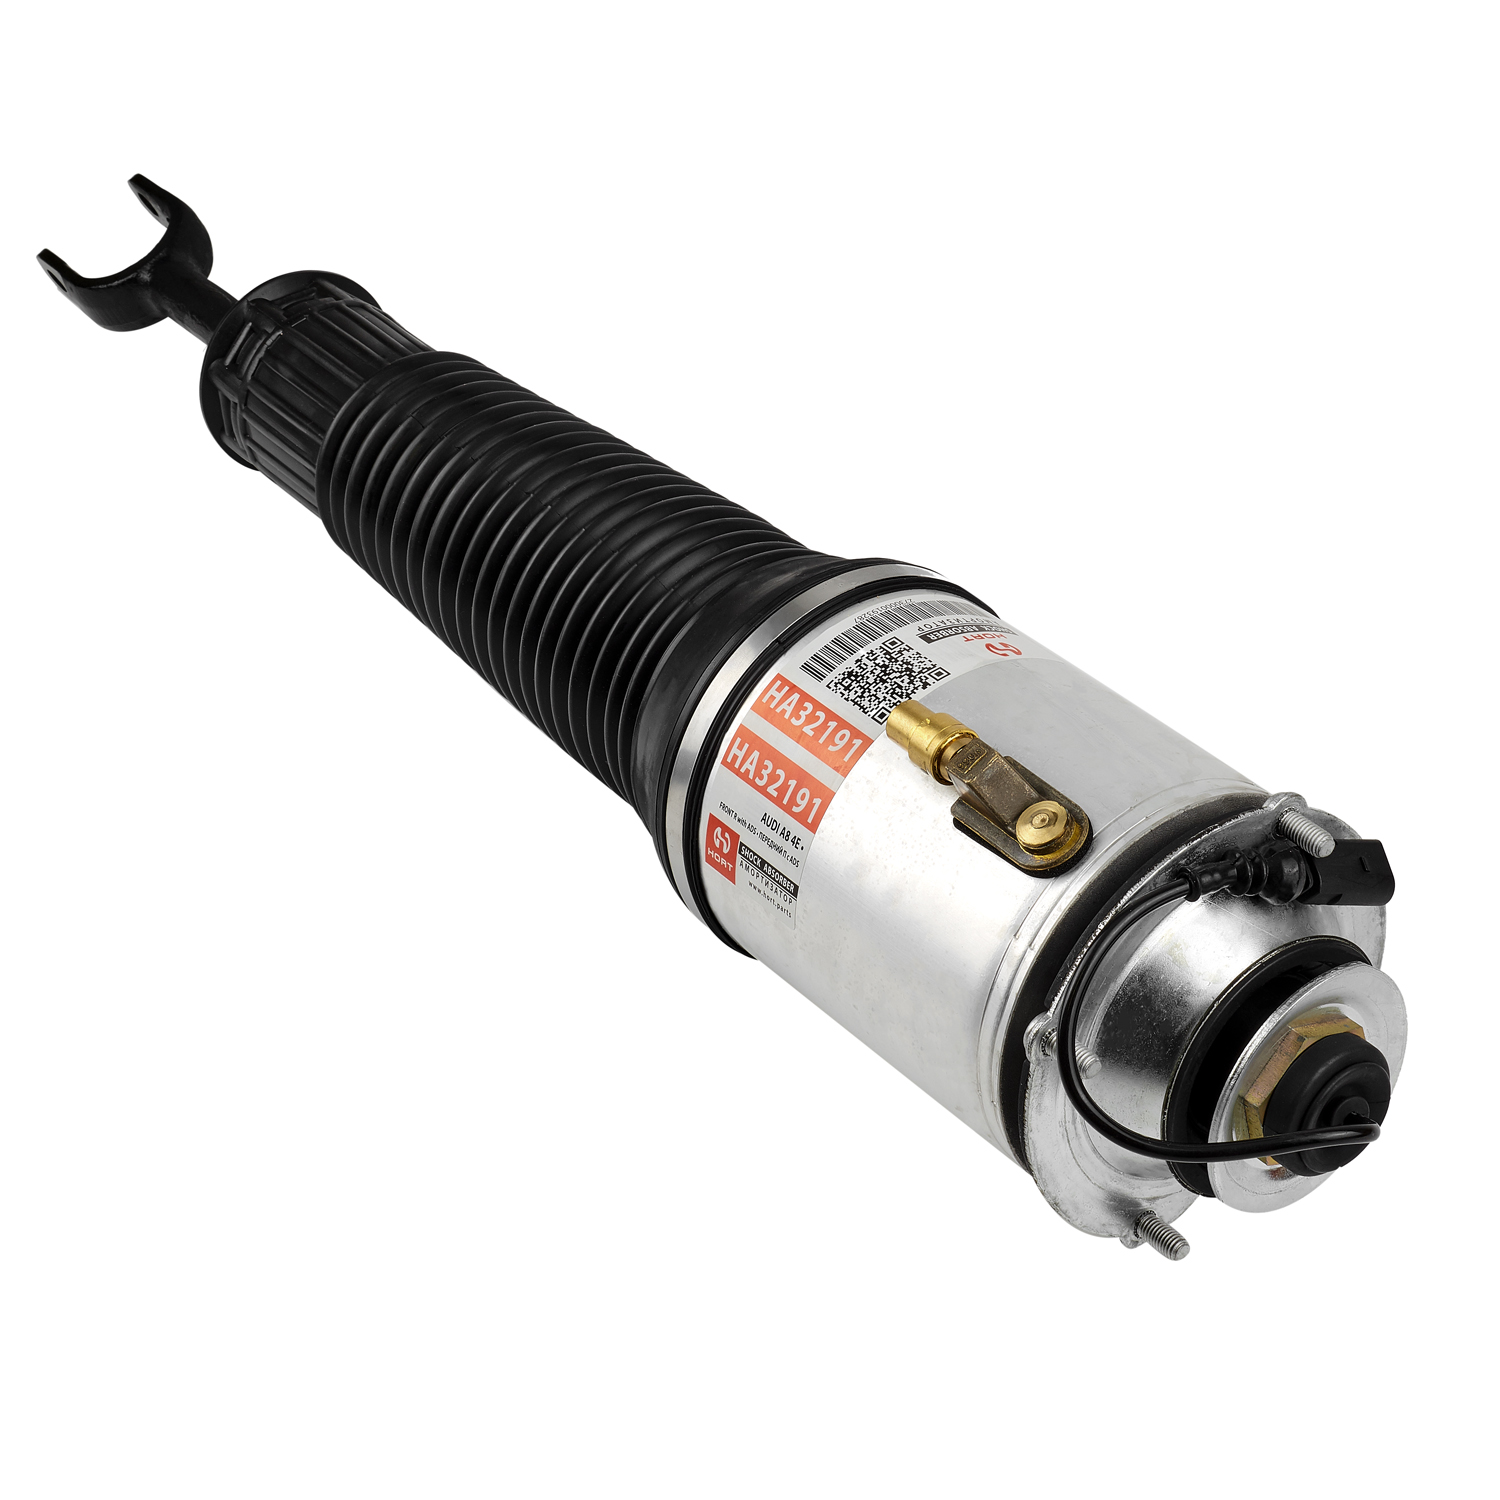 HA32191
HA32191
AUDI A8 4E •
FRONT R with ADS • ПЕРЕДНИЙ П с ADS
HORT
SHOCK ABSORBER
АМОРТИЗАТОР
www.hort.parts
HORT
SHOCK ABSORBER